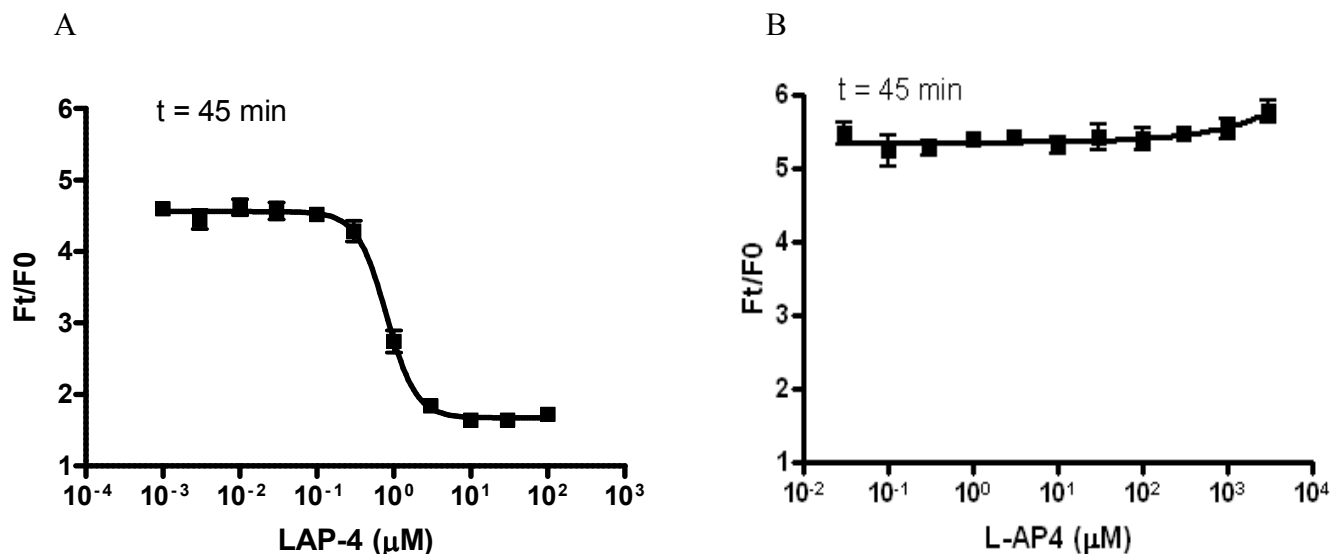 A
t = 45 min
Ft/F0
6
5
4
3
2
1
10⁻⁴ 10⁻³ 10⁻² 10⁻¹ 10⁰ 10¹ 10² 10³
LAP-4 (μM)
B
t = 45 min
Ft/F0
6
5
4
3
2
1
10⁻² 10⁻¹ 10⁰ 10¹ 10² 10³ 10⁴
L-AP4 (μM)